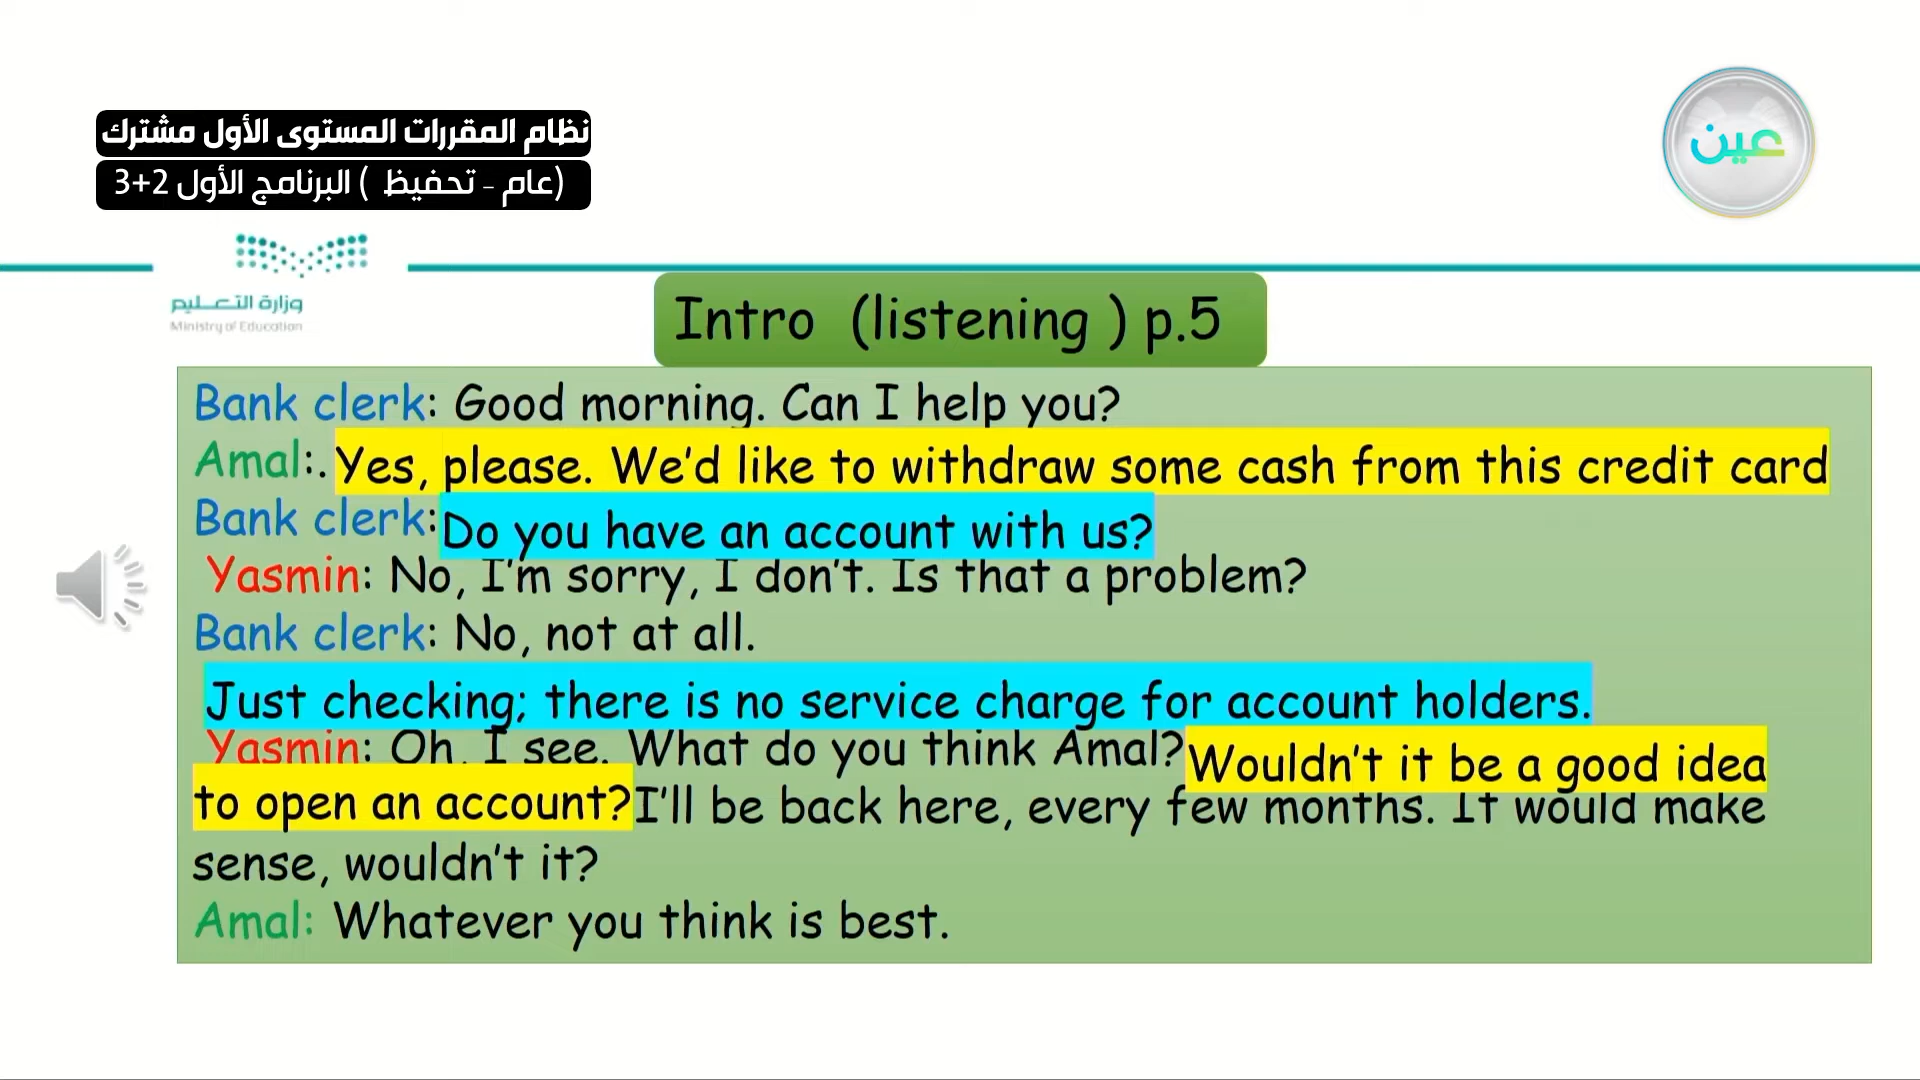 نظام المقررات المستوى الأول مشترك
(عام - تحفيظ ) البرنامج الأول 2+3
عين
وزارة التعليم
Ministry of Education
Intro (listening ) p.5
Bank clerk: Good morning. Can I help you?
Amal:. Yes, please. We'd like to withdraw some cash from this credit card
Bank clerk: Do you have an account with us?
Yasmin: No, I'm sorry, I don't. Is that a problem?
Bank clerk: No, not at all.
Just checking; there is no service charge for account holders.
Yasmin: Oh, I see. What do you think Amal? Wouldn't it be a good idea
to open an account? I'll be back here, every few months. It would make
sense, wouldn't it?
Amal: Whatever you think is best.